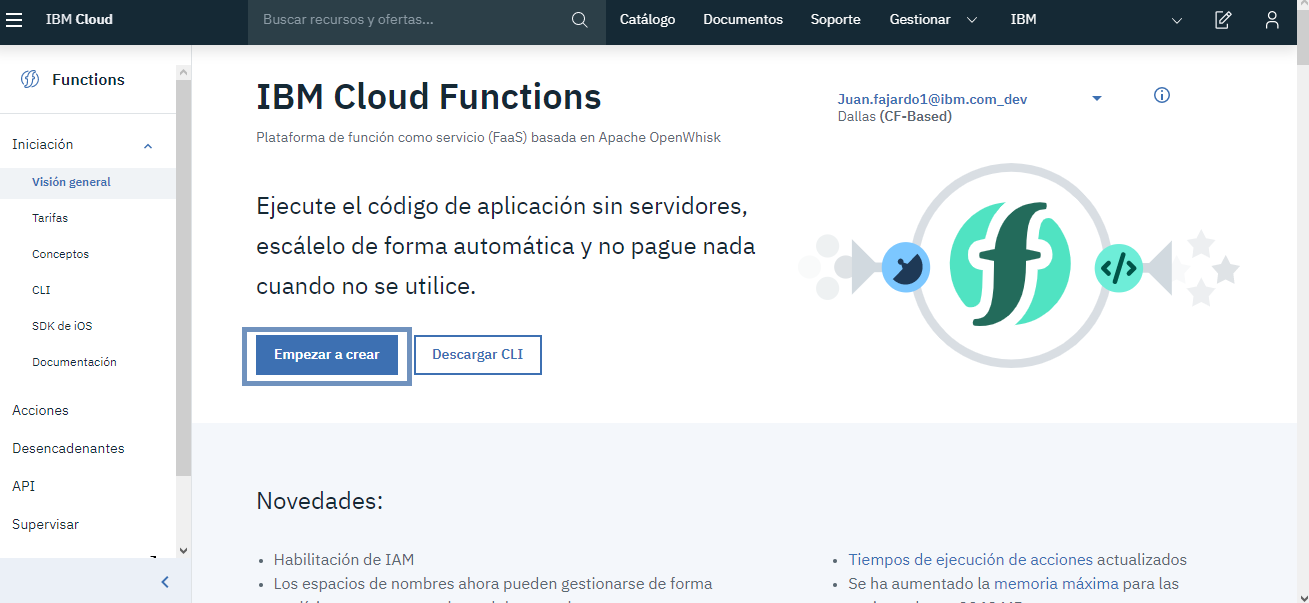 IBM Cloud
Buscar recursos y ofertas...
Catálogo
Documentos
Soporte
Gestionar
IBM
Functions
Iniciación
Visión general
Tarifas
Conceptos
CLI
SDK de iOS
Documentación
Acciones
Desencadenantes
API
Supervisar
IBM Cloud Functions
Plataforma de función como servicio (FaaS) basada en Apache OpenWhisk
Juan.fajardo1@ibm.com_dev
Dallas (CF-Based)
Ejecute el código de aplicación sin servidores,
escálelo de forma automática y no pague nada
cuando no se utilice.
Empezar a crear
Descargar CLI
Novedades:
Habilitación de IAM
Los espacios de nombres ahora pueden gestionarse de forma
Tiempos de ejecución de acciones actualizados
Se ha aumentado la memoria máxima para las